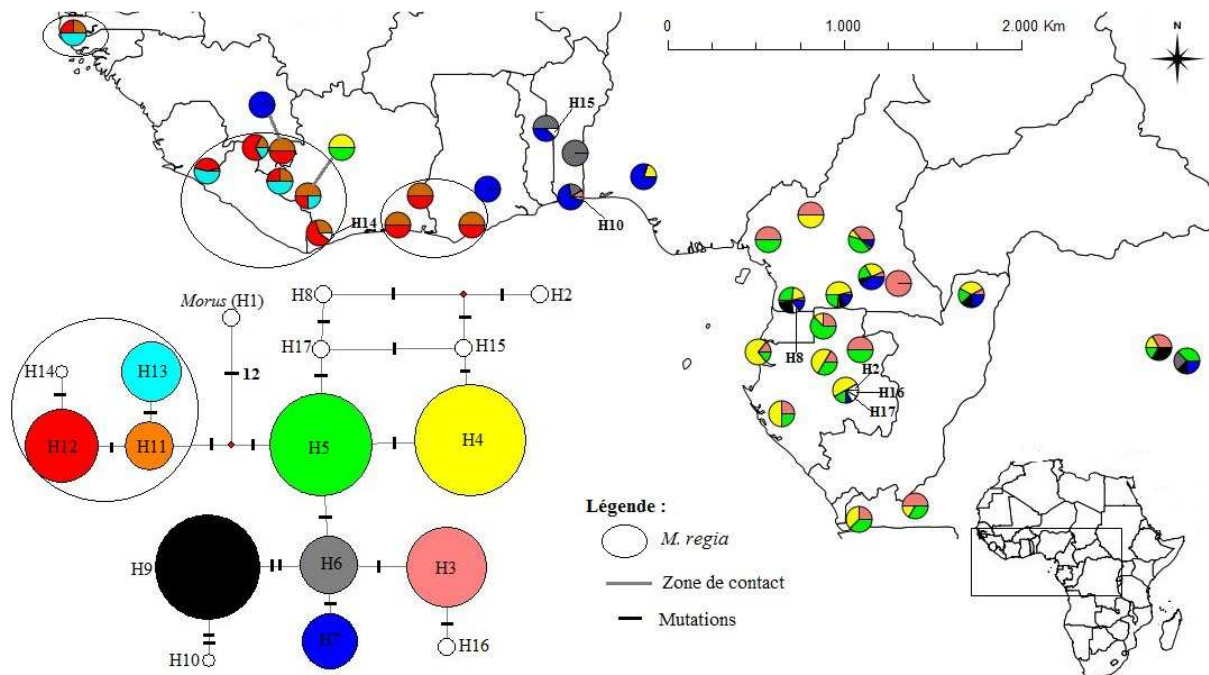 0
1 000
2 000 Km
N
H15
H10
H14
H8
H2
H16
H17
Morus (H1)
H8
H2
12
H17
H15
H14
H13
H12
H11
H5
H4
H9
H6
H3
H7
H10
H16
Légende :
M. regia
Zone de contact
Mutations